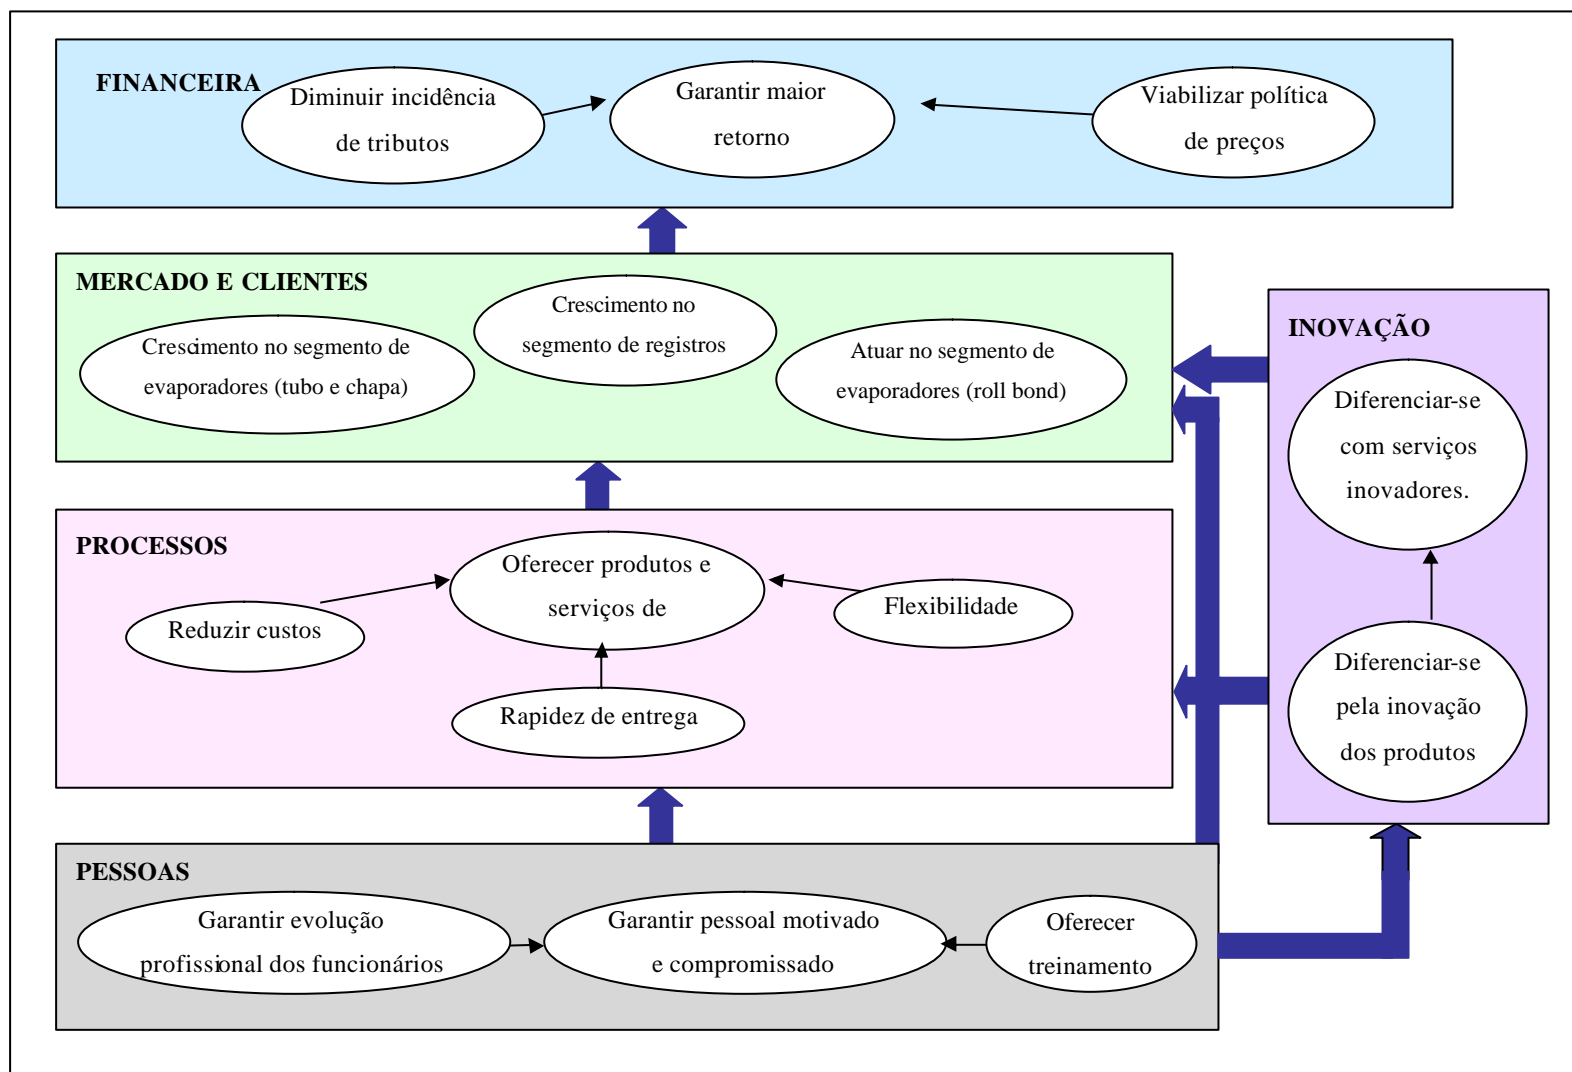 FINANCEIRA
Diminuir incidência
de tributos
Garantir maior
retorno
Viabilizar política
de preços
MERCADO E CLIENTES
Crescimento no segmento de
evaporadores (tubo e chapa)
Crescimento no
segmento de registros
Atuar no segmento de
evaporadores (roll bond)
INOVAÇÃO
Diferenciar-se
com serviços
inovadores.
Diferenciar-se
pela inovação
dos produtos
PROCESSOS
Reduzir custos
Oferecer produtos e
serviços de
Flexibilidade
Rapidez de entrega
PESSOAS
Garantir evolução
profissional dos funcionários
Garantir pessoal motivado
e compromissado
Oferecer
treinamento